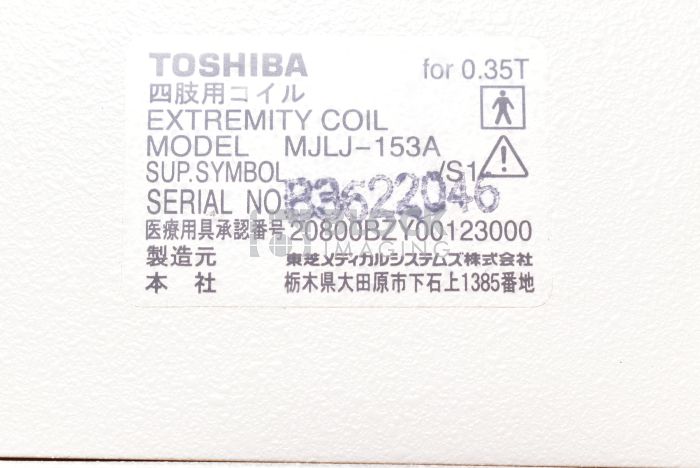 TOSHIBA for 0.35T
四肢用コイル
EXTREMITY COIL
MODEL MJLJ-153A
SUP.SYMBOL /S1
SERIAL NO. B3622046
医療用具承認番号 20800BZY00123000
IMAGING
製造元 東芝メディカルシステムズ株式会社
本社 栃木県大田原市下石上1385番地